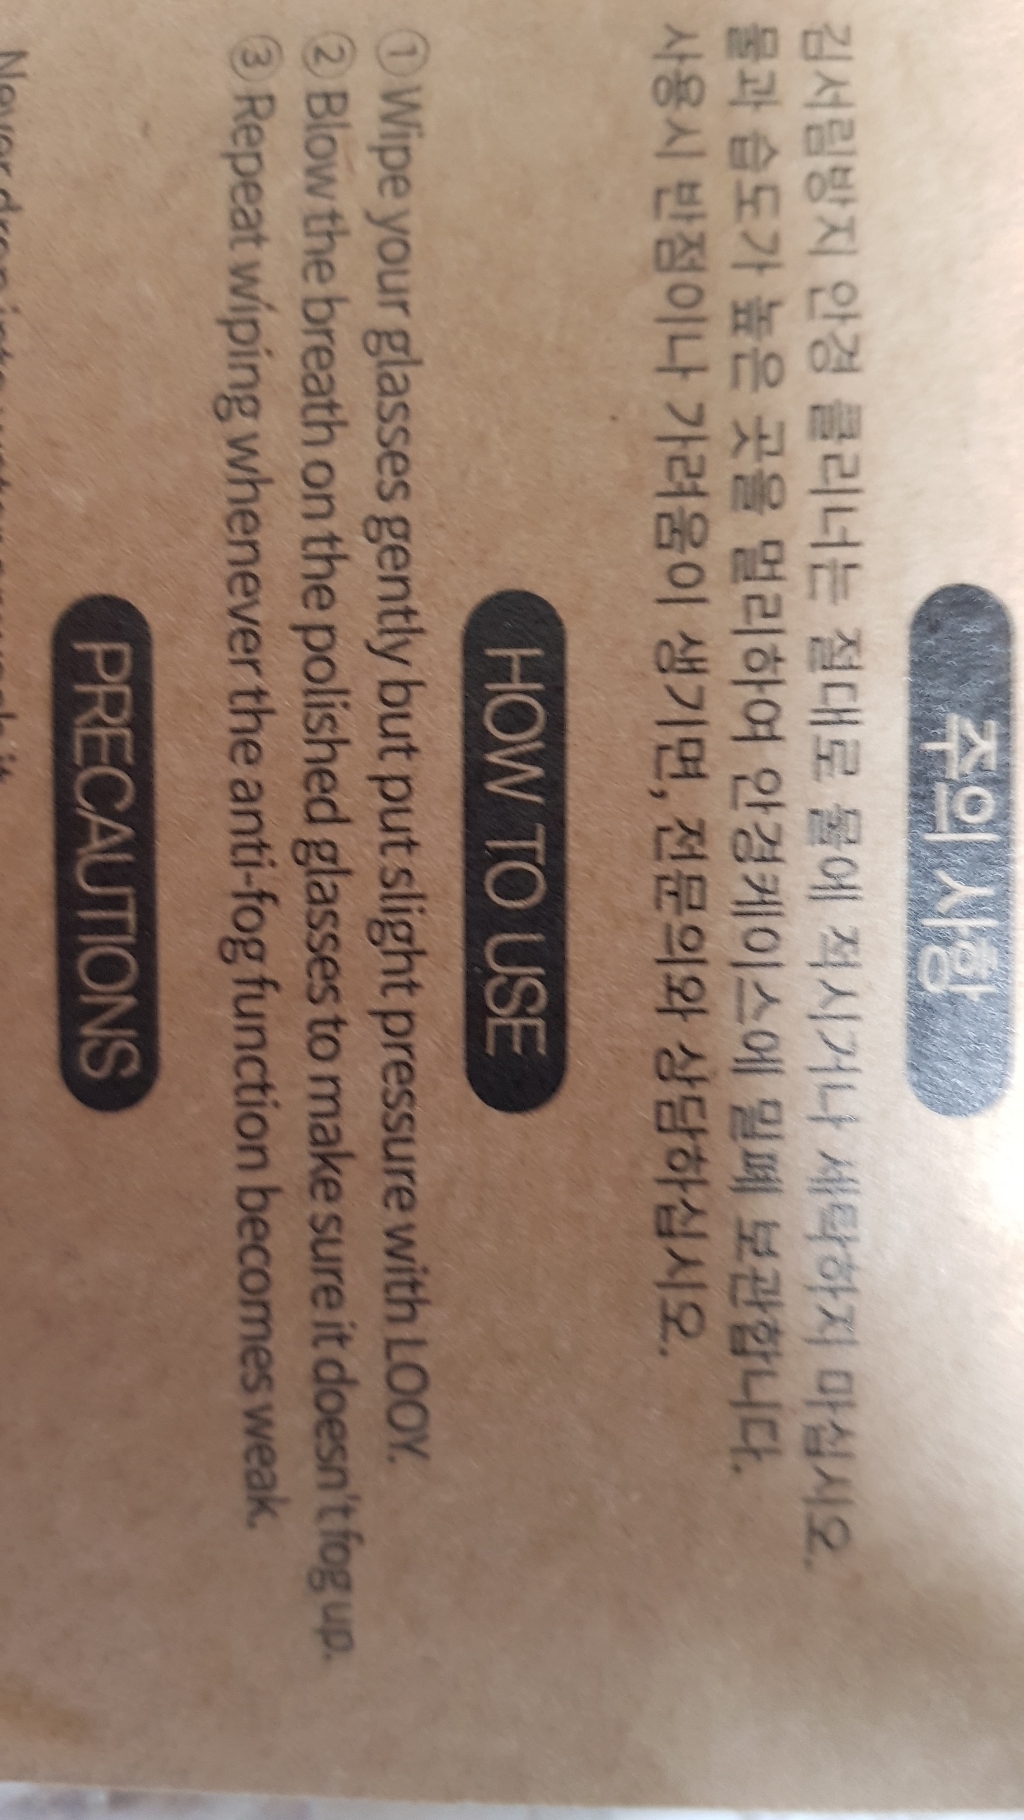 주의사항
김서림방지 안경 클리너는 절대로 물에 적시거나 세탁하지 마십시오.
물과 습도가 높은 곳을 멀리하여 안경케이스에 밀폐 보관합니다.
사용시 반점이나 가려움이 생기면, 전문의와 상담하십시오.
HOW TO USE
① Wipe your glasses gently but put slight pressure with LOOY.
② Blow the breath on the polished glasses to make sure it doesn't fog up.
③ Repeat wiping whenever the anti-fog function becomes weak.
PRECAUTIONS
Never drop into water